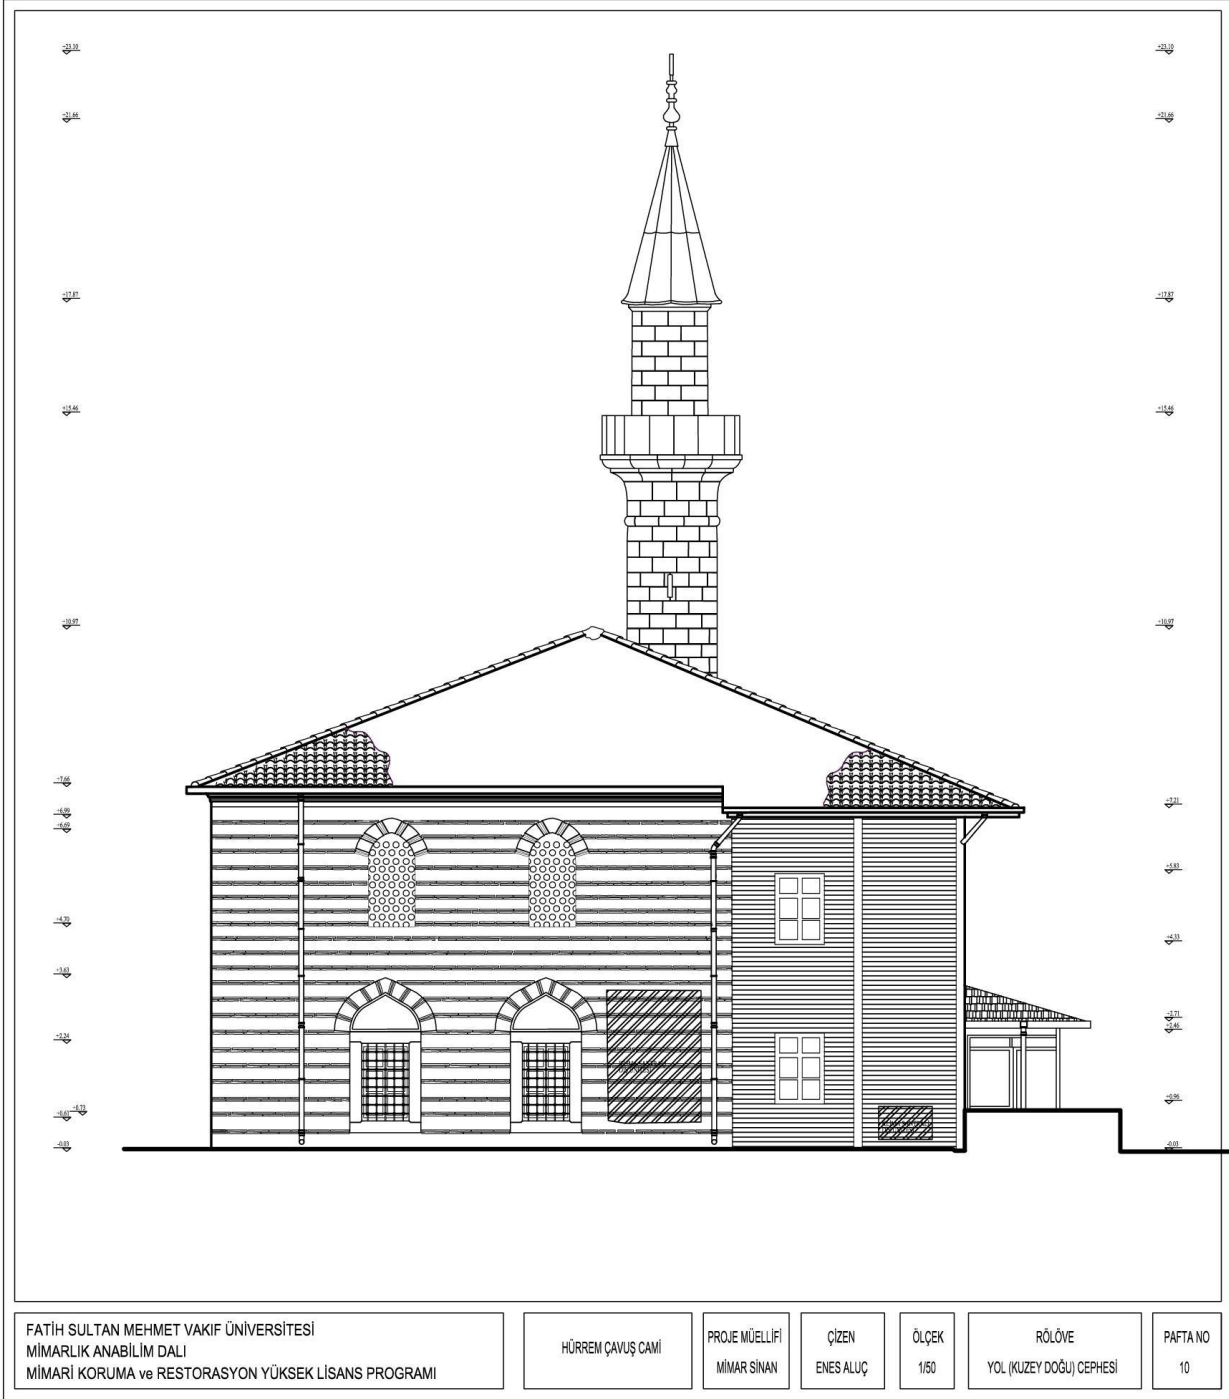 +23.10
+23.10
+21.66
+21.66
+17.87
+17.87
+15.46
+15.46
+10.97
+10.97
+7.66
+7.21
+6.99
+6.69
+5.83
+4.70
+4.33
+3.63
+2.71
+2.46
+2.24
+0.96
+0.73
+0.61
-0.03
-0.03
FATİH SULTAN MEHMET VAKIF ÜNİVERSİTESİ
MİMARLIK ANABİLİM DALI
MİMARİ KORUMA ve RESTORASYON YÜKSEK LİSANS PROGRAMI
HÜRREM ÇAVUŞ CAMİ
PROJE MÜELLİFİ
MİMAR SİNAN
ÇİZEN
ENES ALUÇ
ÖLÇEK
1/50
RÖLÖVE
YOL (KUZEY DOĞU) CEPHESİ
PAFTA NO
10